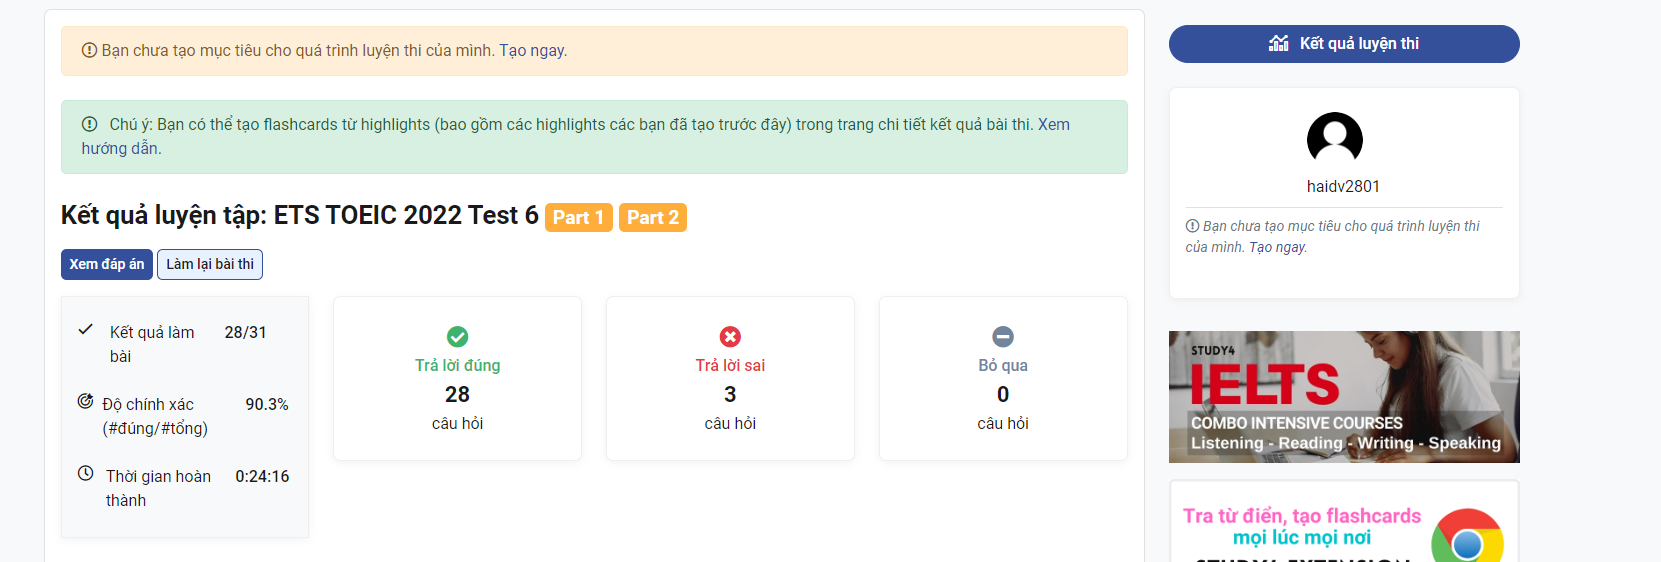 Bạn chưa tạo mục tiêu cho quá trình luyện thi của mình. Tạo ngay.
Chú ý: Bạn có thể tạo flashcards từ highlights (bao gồm các highlights các bạn đã tạo trước đây) trong trang chi tiết kết quả bài thi. Xem
hướng dẫn.
Kết quả luyện tập: ETS TOEIC 2022 Test 6 Part 1 Part 2
Xem đáp án Làm lại bài thi
Kết quả làm 28/31
bài
Độ chính xác 90.3%
(#đúng/#tổng)
Thời gian hoàn 0:24:16
thành
Trả lời đúng
28
câu hỏi
Trả lời sai
3
câu hỏi
Bỏ qua
0
câu hỏi
Kết quả luyện thi
haidv2801
Bạn chưa tạo mục tiêu cho quá trình luyện thi
của mình. Tạo ngay.
STUDY4
IELTS
COMBO INTENSIVE COURSES
Listening - Reading - Writing - Speaking
Tra từ điển, tạo flashcards
mọi lúc mọi nơi
STUDY4 EXTENSION